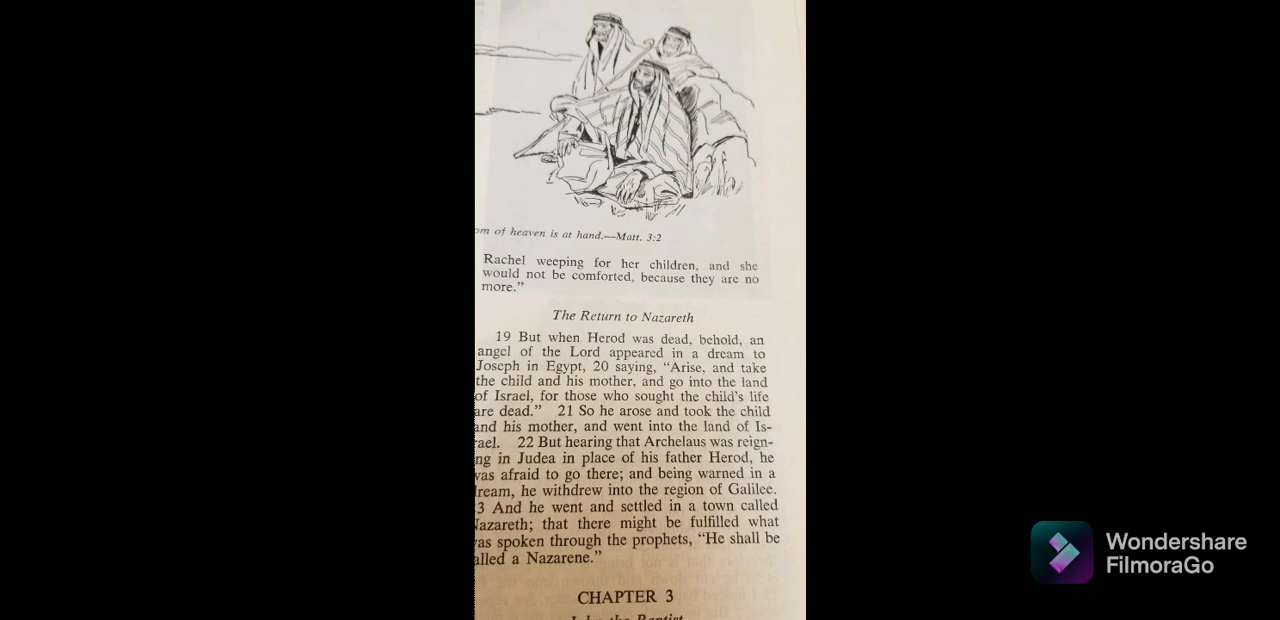 of heaven is at hand.—Matt. 3:2
Rachel weeping for her children, and she
would not be comforted, because they are no
more.”
The Return to Nazareth
19 But when Herod was dead, behold, an
angel of the Lord appeared in a dream to
Joseph in Egypt, 20 saying, “Arise, and take
the child and his mother, and go into the land
of Israel, for those who sought the child’s life
are dead.” 21 So he arose and took the child
and his mother, and went into the land of Is-
rael. 22 But hearing that Archelaus was reign-
ng in Judea in place of his father Herod, he
was afraid to go there; and being warned in a
dream, he withdrew into the region of Galilee.
3 And he went and settled in a town called
Nazareth; that there might be fulfilled what
was spoken through the prophets, “He shall be
alled a Nazarene.”
CHAPTER 3
John the Baptist
Wondershare
FilmoraGo